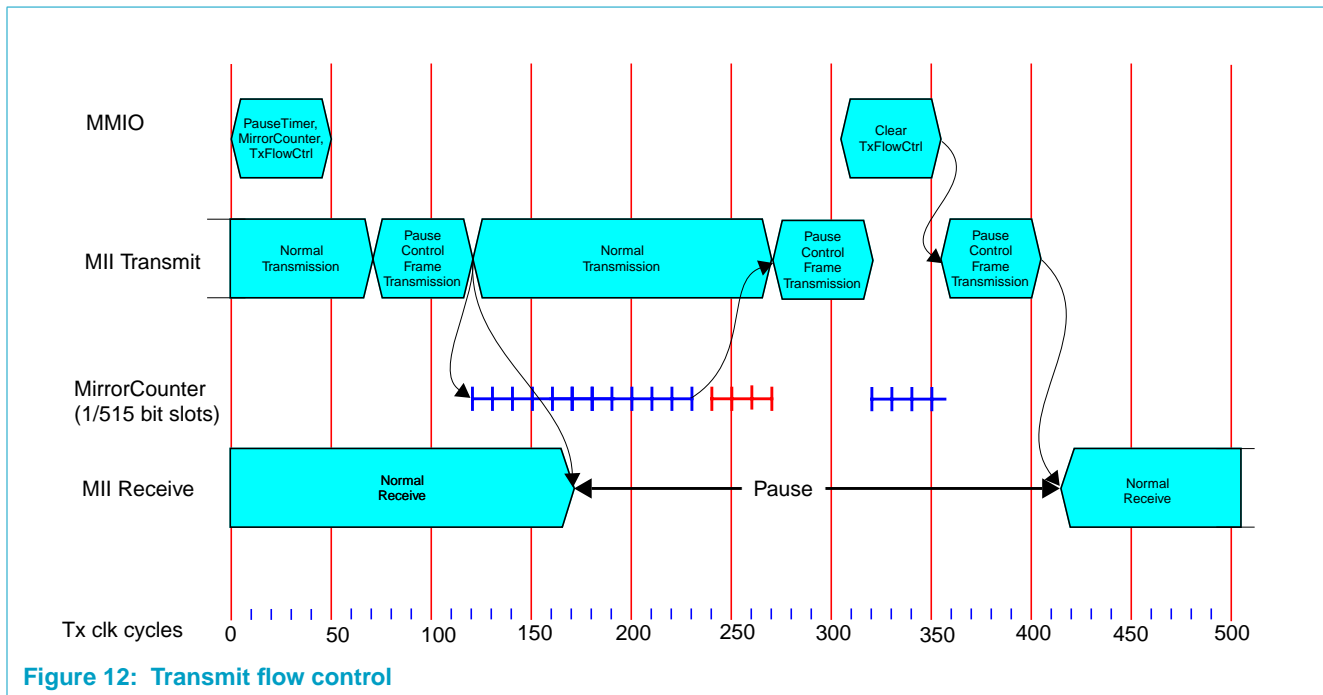 MMIO
PauseTimer,
MirrorCounter,
TxFlowCtrl
Clear
TxFlowCtrl
MII Transmit
Normal
Transmission
Pause
Control
Frame
Transmission
Normal
Transmission
Pause
Control
Frame
Transmission
Pause
Control
Frame
Transmission
MirrorCounter
(1/515 bit slots)
MII Receive
Normal
Receive
Pause
Normal
Receive
Tx clk cycles
0 50 100 150 200 250 300 350 400 450 500
Figure 12: Transmit flow control